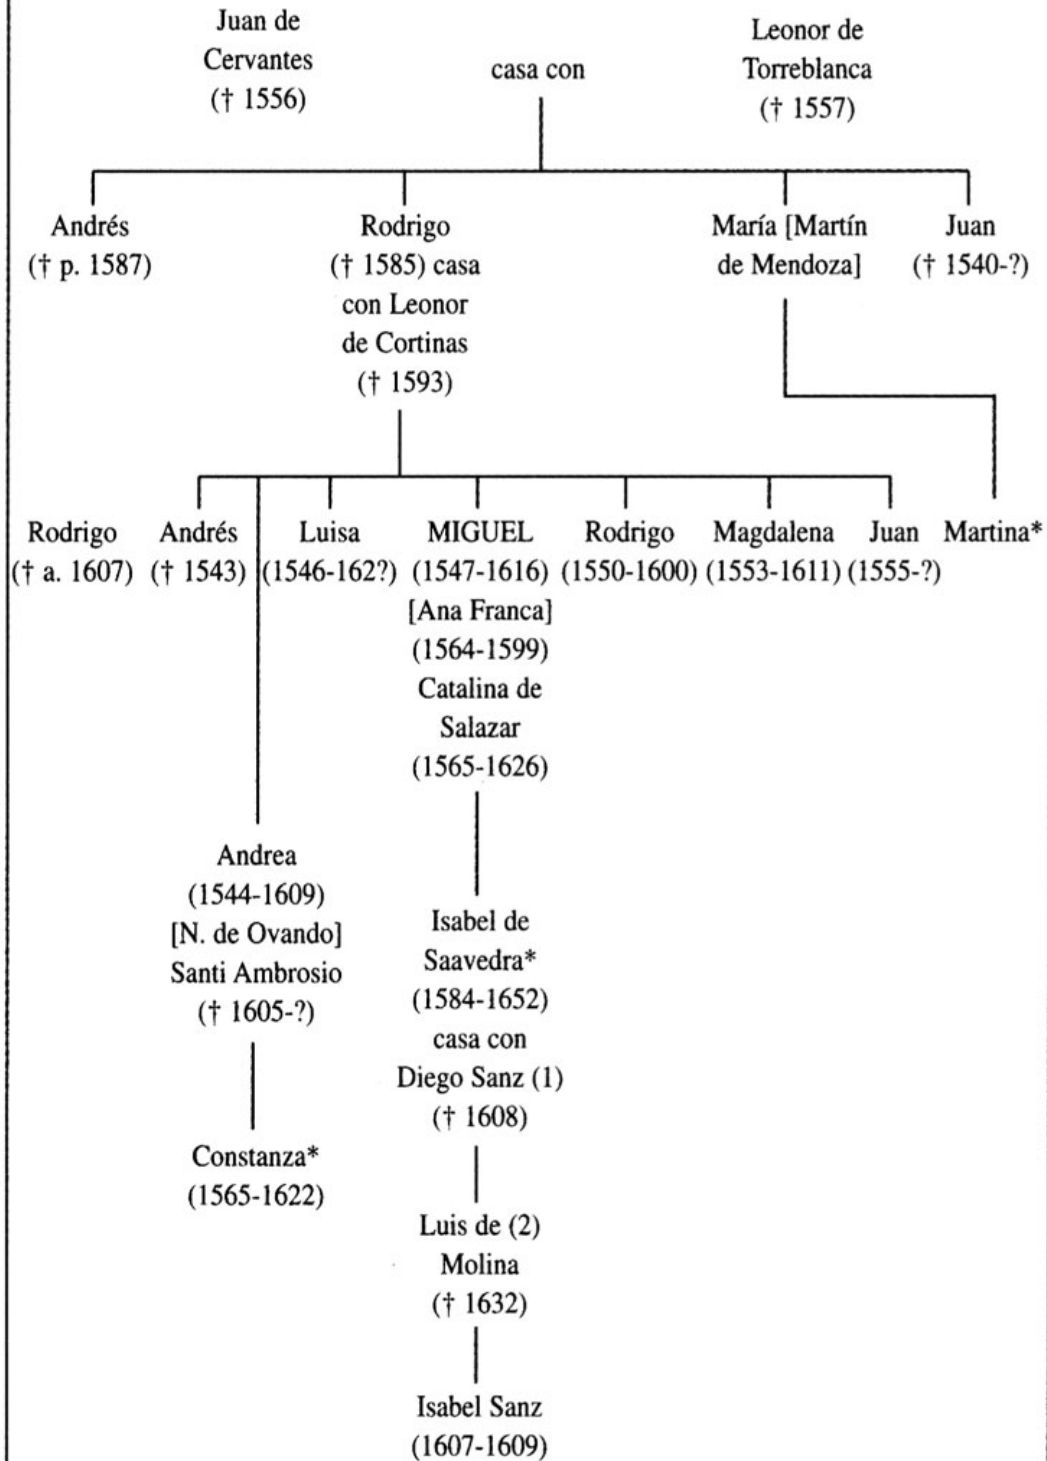 Juan de
Cervantes
(† 1556)
casa con
Leonor de
Torreblanca
(† 1557)
Andrés
(† p. 1587)
Rodrigo
(† 1585) casa
con Leonor
de Cortinas
(† 1593)
María [Martín
de Mendoza]
Juan
(† 1540-?)
Rodrigo
(† a. 1607)
Andrés
(† 1543)
Luisa
(1546-162?)
MIGUEL
(1547-1616)
[Ana Franca]
(1564-1599)
Catalina de
Salazar
(1565-1626)
Rodrigo
(1550-1600)
Magdalena
(1553-1611)
Juan
(1555-?)
Martina*
Andrea
(1544-1609)
[N. de Ovando]
Santi Ambrosio
(† 1605-?)
Constanza*
(1565-1622)
Isabel de
Saavedra*
(1584-1652)
casa con
Diego Sanz (1)
(† 1608)
Luis de (2)
Molina
(† 1632)
Isabel Sanz
(1607-1609)